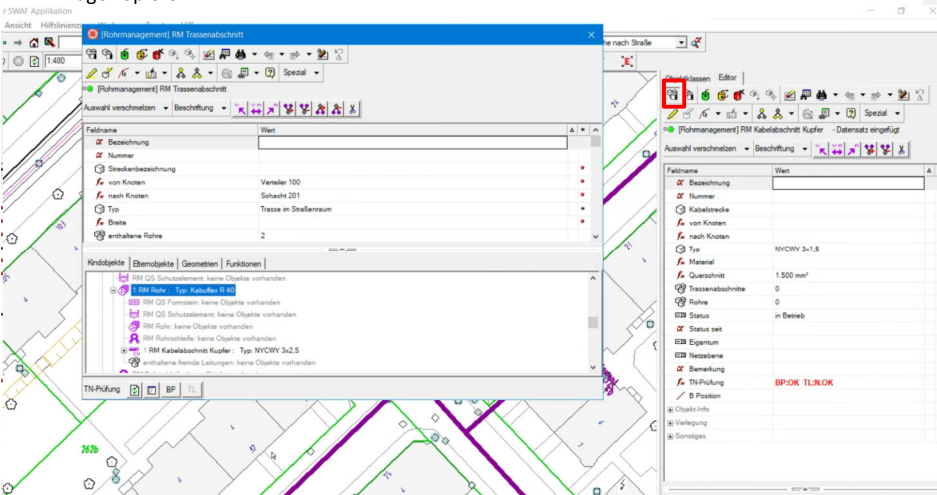 SWAF Applikation
Ansicht Hilfslinien
1:480
[Rohrmanagement] RM Trassenabschnitt
Spezial
[Rohrmanagement] RM Trassenabschnitt
Auswahl verschmelzen Beschriftung
Feldname Wert
Bezeichnung
Nummer
Streckenbezeichnung
von Knoten Verteiler 100
nach Knoten Schacht 201
Typ Trasse im Straßenraum
Breite
enthaltene Rohre 2
Kindobjekte Elternobjekte Geometrien Funktionen
RM QS Schutzelement: keine Objekte vorhanden
1 RM Rohr : Typ: Kabuflex R 40
RM QS Formstein: keine Objekte vorhanden
RM QS Schutzelement: keine Objekte vorhanden
RM Rohr: keine Objekte vorhanden
RM Rohrschleife: keine Objekte vorhanden
1 RM Kabelabschnitt Kupfer : Typ: NYCWY 3x2,5
enthaltene fremde Leitungen: keine Objekte vorhanden
TN-Prüfung BP TL
ne nach Straße
E
Objektklassen Editor
Spezial
[Rohrmanagement] RM Kabelabschnitt Kupfer - Datensatz eingefügt
Auswahl verschmelzen Beschriftung
Feldname Wert
Bezeichnung
Nummer
Kabelstrecke
von Knoten
nach Knoten
Typ NYCWY 3x1,5
Material
Querschnitt 1.500 mm²
Trassenabschnitte 0
Rohre 0
Status in Betrieb
Status seit
Eigentum
Netzebene
Bemerkung
TN-Prüfung BP:OK TL:N.OK
B Position
Objekt-Info
Verlegung
Sonstiges
262b